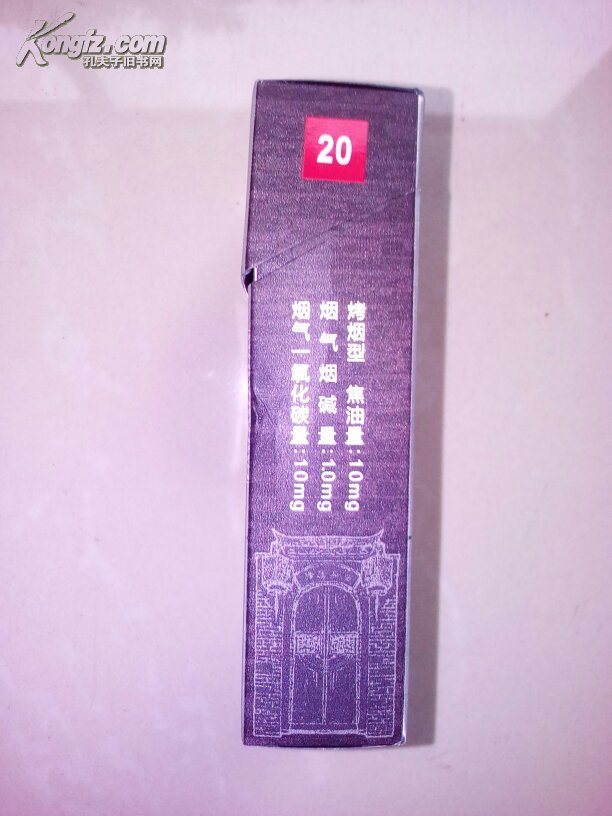 Kongfz.com
孔夫子旧书网
20
烤烟型 焦油量:10mg
烟气烟碱量:1.0mg
烟气一氧化碳量:10mg